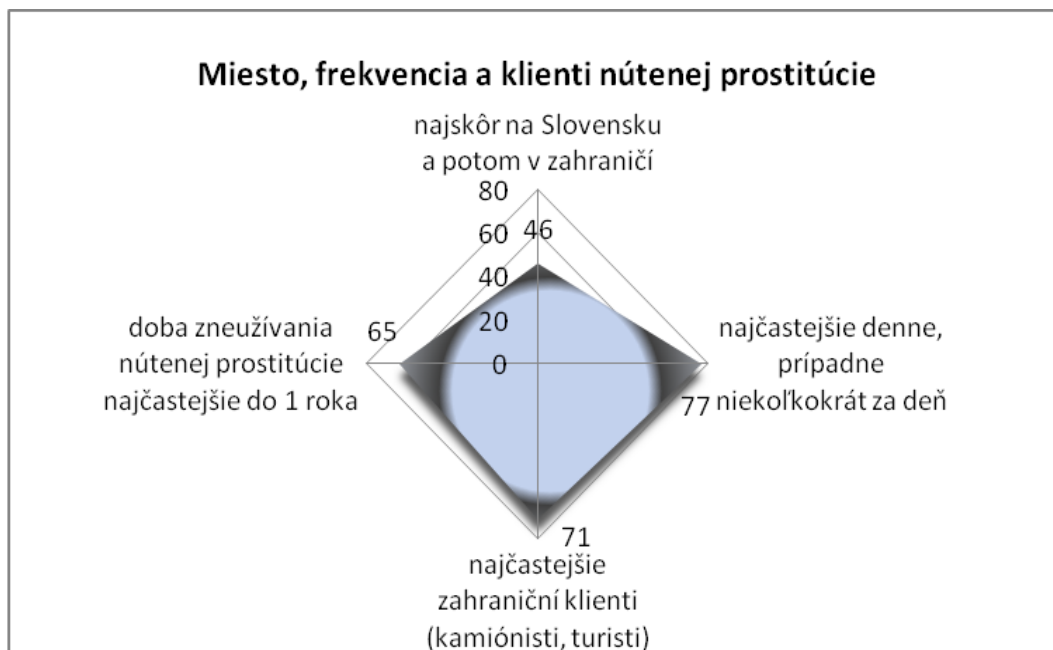 Miesto, frekvencia a klienti nútenej prostitúcie
najskôr na Slovensku
a potom v zahraničí
80
60
46
40
20
0
65
doba zneužívania
nútenej prostitúcie
najčastejšie do 1 roka
najčastejšie denne,
prípadne
niekoľkokrát za deň
77
71
najčastejšie
zahraniční klienti
(kamiónisti, turisti)